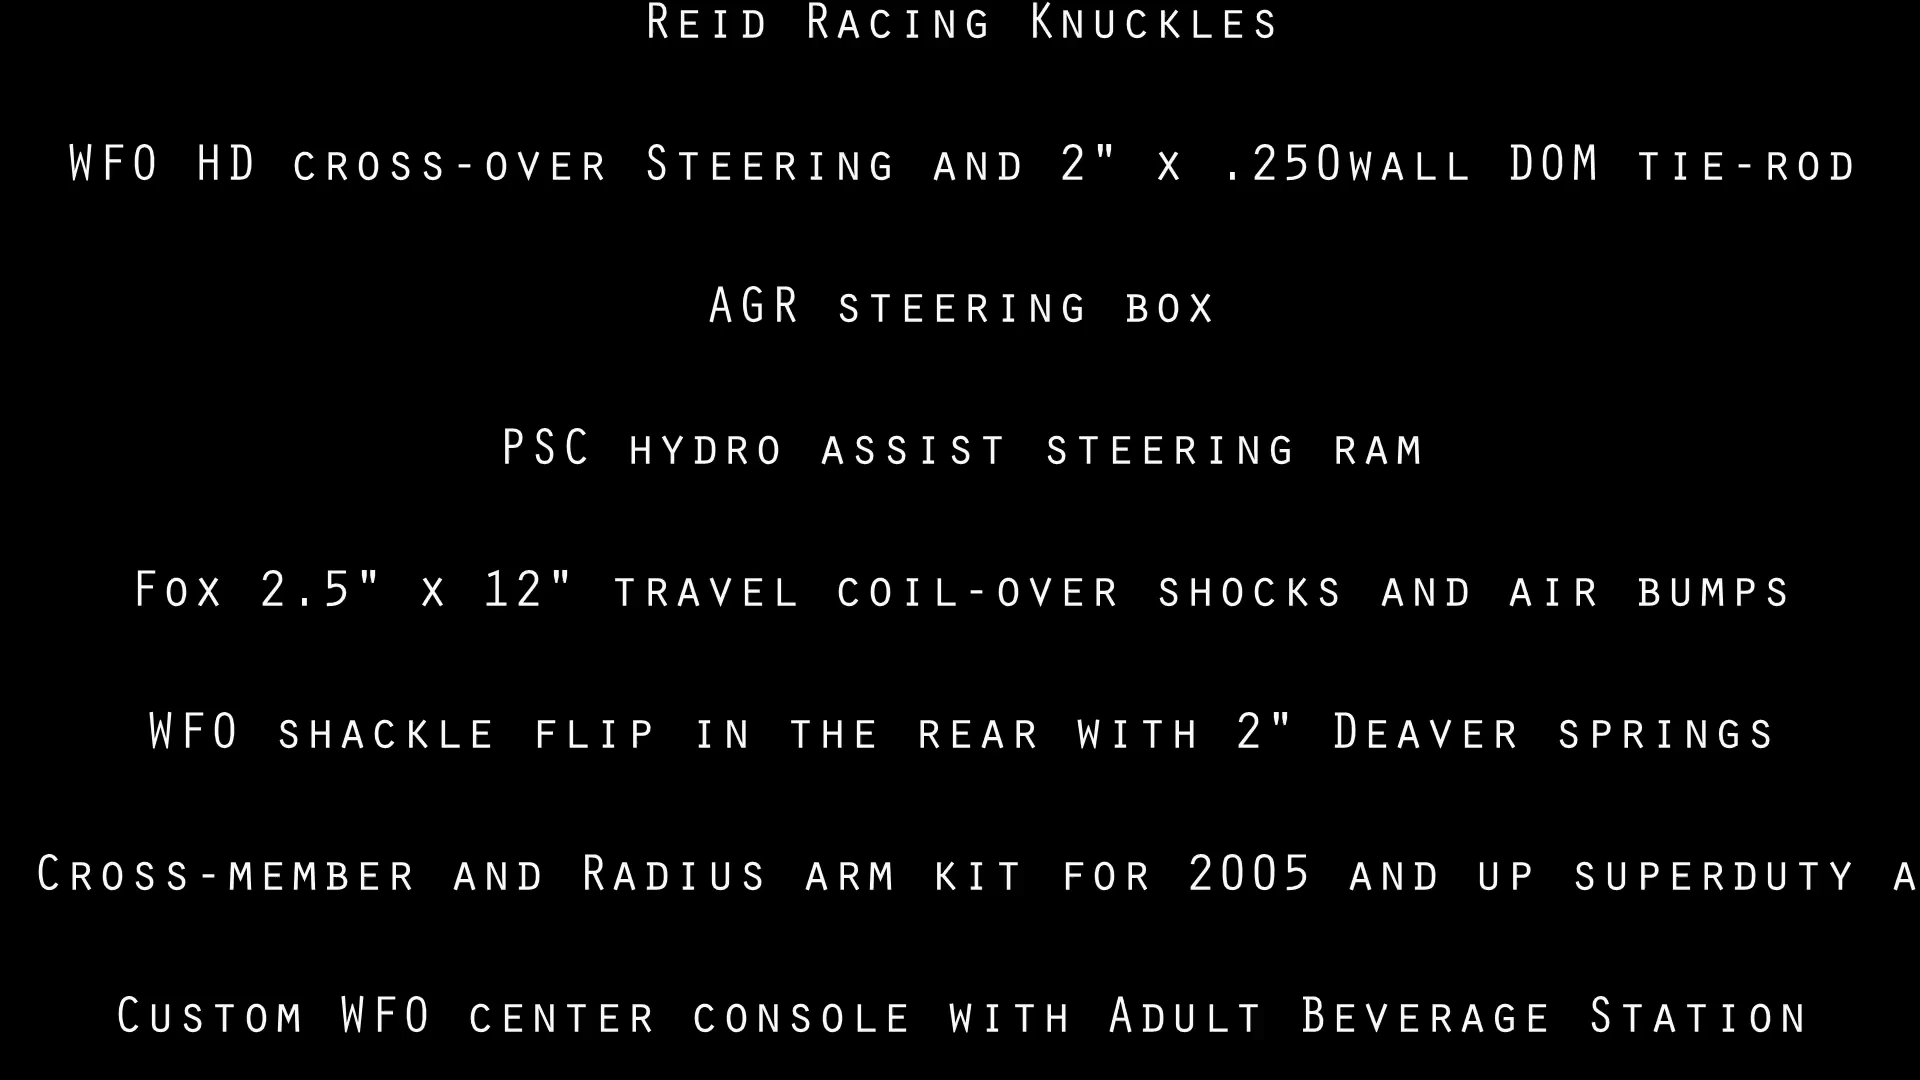 Reid Racing Knuckles
WFO HD cross-over Steering and 2" x .250wall DOM tie-rod
AGR steering box
PSC hydro assist steering ram
Fox 2.5" x 12" travel coil-over shocks and air bumps
WFO shackle flip in the rear with 2" Deaver springs
Cross-member and Radius arm kit for 2005 and up superduty a
Custom WFO center console with Adult Beverage Station